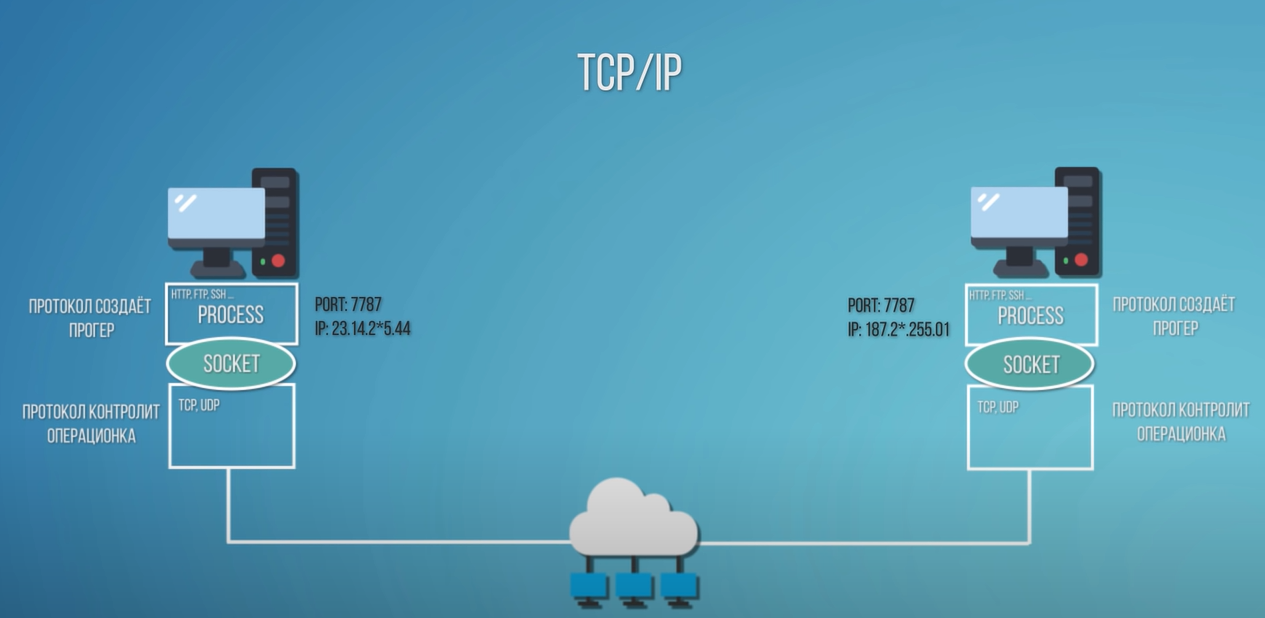 TCP/IP
HTTP, FTP, SSH ...
PROCESS
ПРОТОКОЛ СОЗДАЁТ
ПРОГЕР
PORT: 7787
IP: 23.14.2*5.44
SOCKET
ПРОТОКОЛ КОНТРОЛИТ
ОПЕРАЦИОНКА
TCP, UDP
PORT: 7787
IP: 187.2*.255.01
HTTP, FTP, SSH ...
PROCESS
ПРОТОКОЛ СОЗДАЁТ
ПРОГЕР
SOCKET
TCP, UDP
ПРОТОКОЛ КОНТРОЛИТ
ОПЕРАЦИОНКА